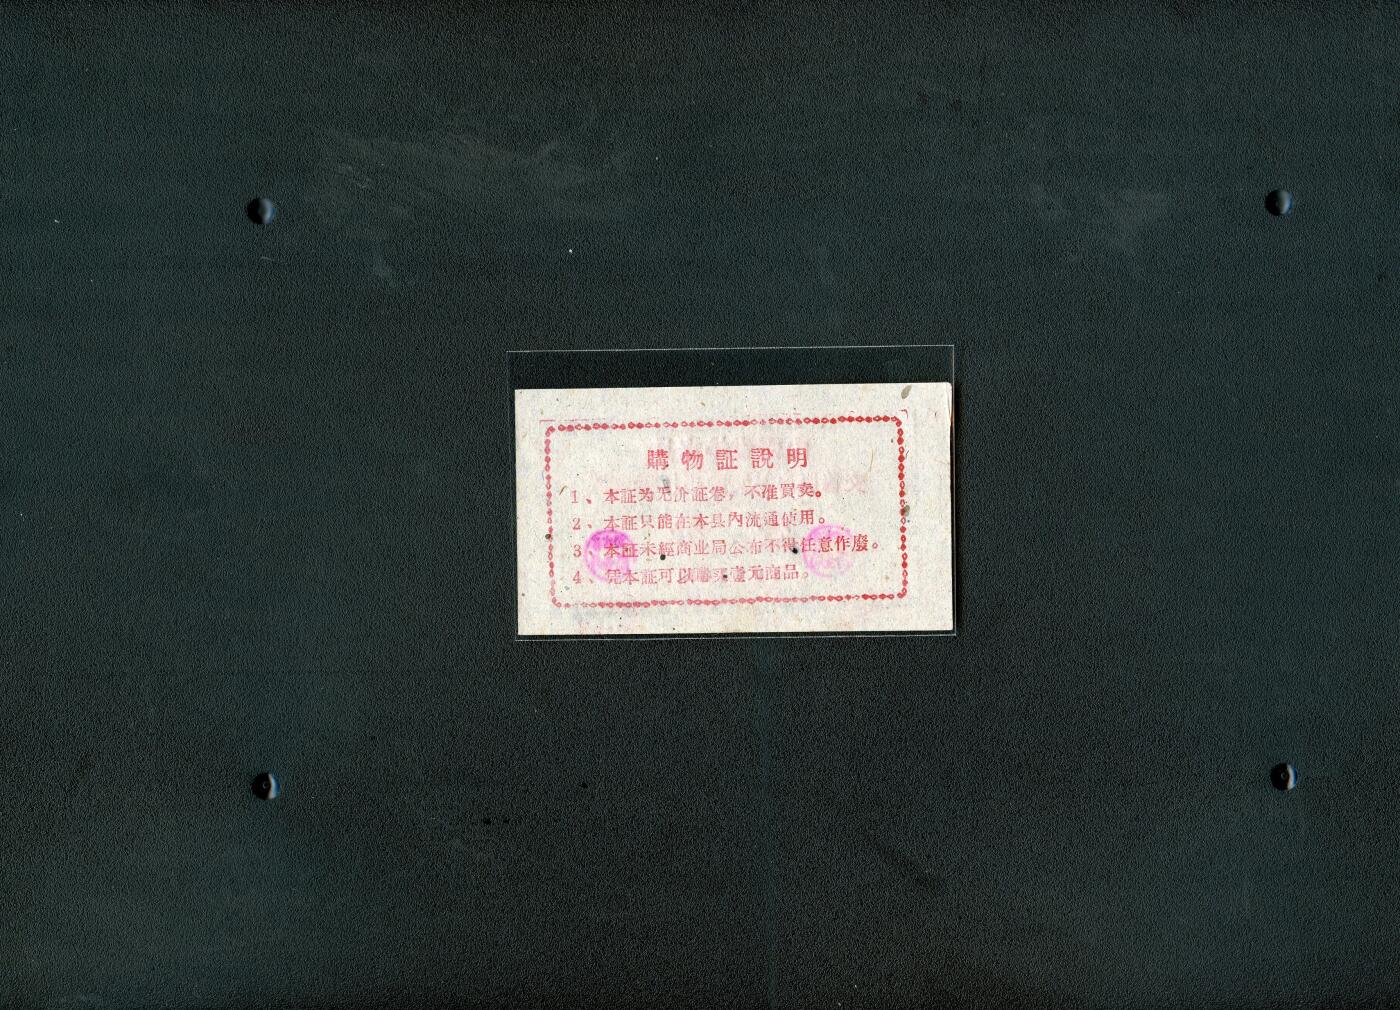 購物証說明
1、本証为无价証卷，不准買卖。
2、本証只能在本县內流通使用。
3、本証未經商业局公布不得任意作廢。
4、凭本証可以購买壹元商品。